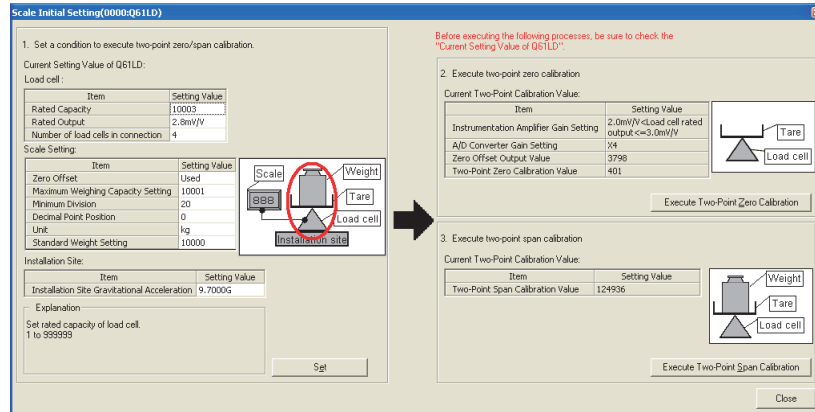 Scale Initial Setting(0000:Q61LD)
1. Set a condition to execute two-point zero/span calibration.
Current Setting Value of Q61LD:
Load cell :
Item Setting Value
Rated Capacity 10003
Rated Output 2.8mV/V
Number of load cells in connection 4
Scale Setting:
Item Setting Value
Zero Offset Used
Maximum Weighing Capacity Setting 10001
Minimum Division 20
Decimal Point Position 0
Unit kg
Standard Weight Setting 10000
Scale
888
Weight
Tare
Load cell
Installation site
Installation Site:
Item Setting Value
Installation Site Gravitational Acceleration 9.7000G
Explanation
Set rated capacity of load cell.
1 to 999999
Set
Before executing the following processes, be sure to check the
"Current Setting Value of Q61LD".
2. Execute two-point zero calibration
Current Two-Point Calibration Value:
Item Setting Value
Instrumentation Amplifier Gain Setting 2.0mV/V<Load cell rated
output<=3.0mV/V
A/D Converter Gain Setting X4
Zero Offset Output Value 3798
Two-Point Zero Calibration Value 401
Tare
Load cell
Execute Two-Point Zero Calibration
3. Execute two-point span calibration
Current Two-Point Calibration Value:
Item Setting Value
Two-Point Span Calibration Value 124936
Weight
Tare
Load cell
Execute Two-Point Span Calibration
Close